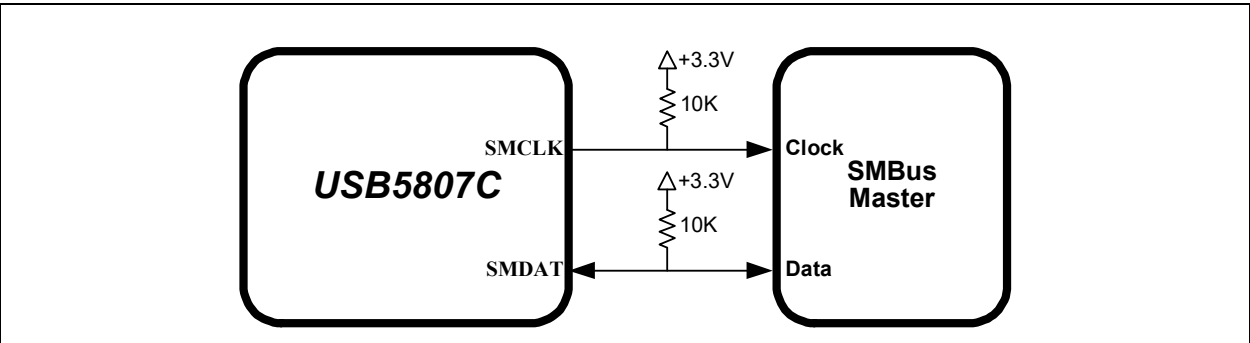 +3.3V
10K
SMCLK
Clock
USB5807C
SMBus
Master
+3.3V
10K
SMDAT
Data